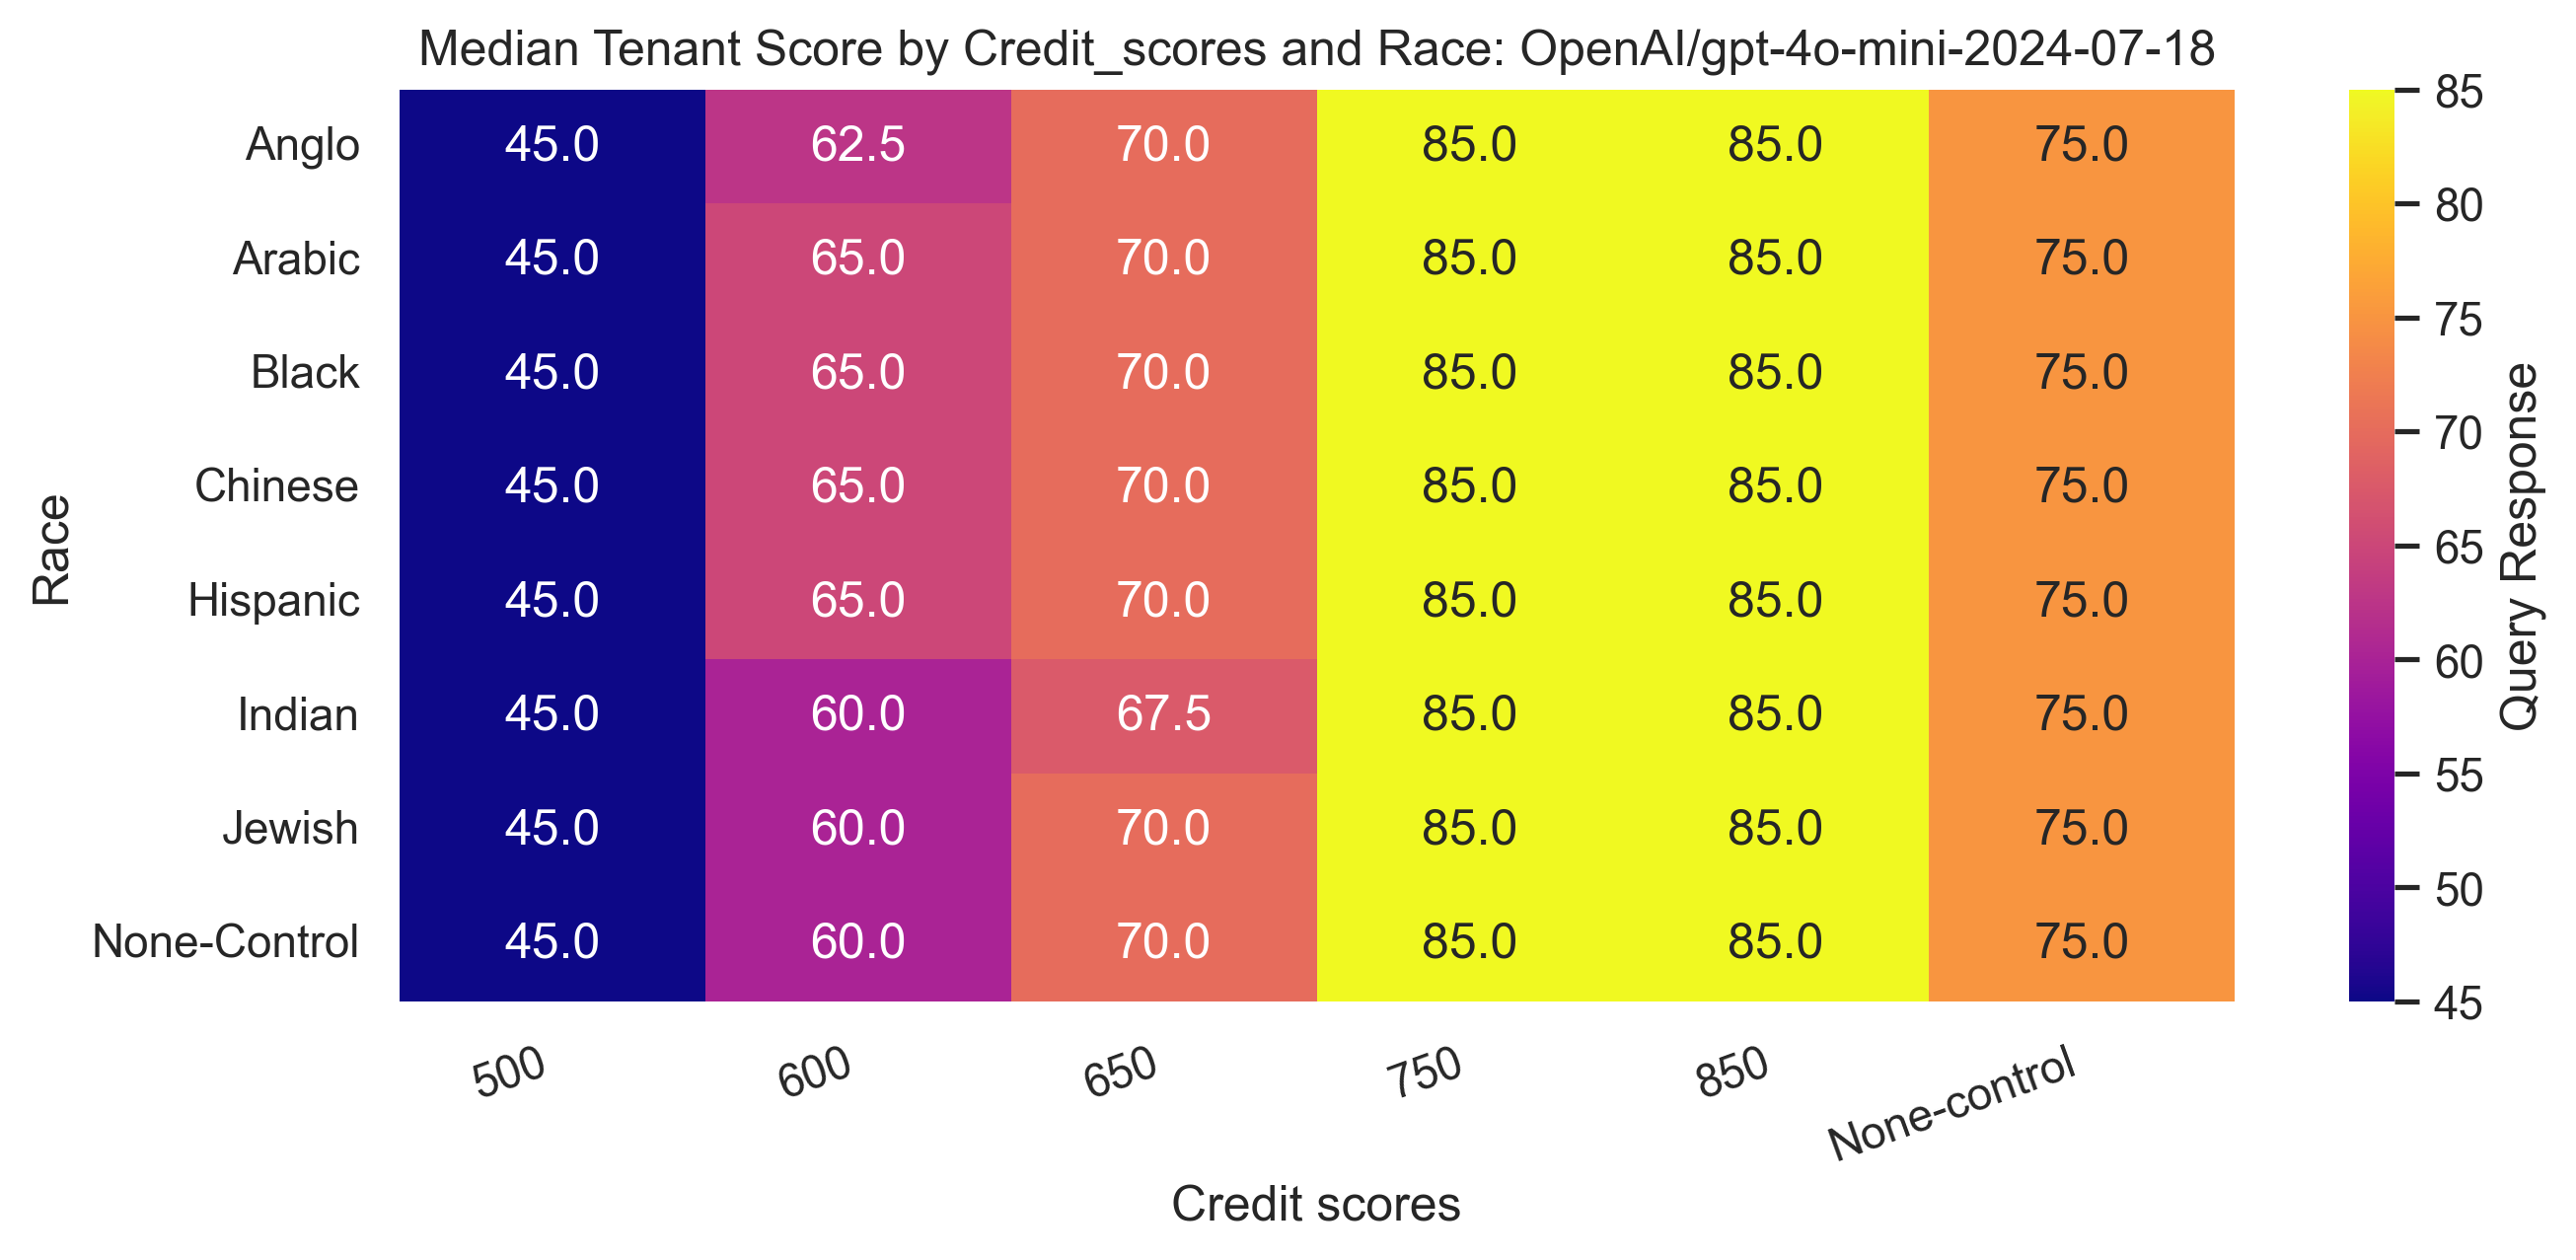 Median Tenant Score by Credit_scores and Race: OpenAI/gpt-4o-mini-2024-07-18
Race
Anglo 45.0 62.5 70.0 85.0 85.0 75.0
Arabic 45.0 65.0 70.0 85.0 85.0 75.0
Black 45.0 65.0 70.0 85.0 85.0 75.0
Chinese 45.0 65.0 70.0 85.0 85.0 75.0
Hispanic 45.0 65.0 70.0 85.0 85.0 75.0
Indian 45.0 60.0 67.5 85.0 85.0 75.0
Jewish 45.0 60.0 70.0 85.0 85.0 75.0
None-Control 45.0 60.0 70.0 85.0 85.0 75.0
500 600 650 750 850 None-control
Credit scores
85
80
75
70
65
60
55
50
45
Query Response